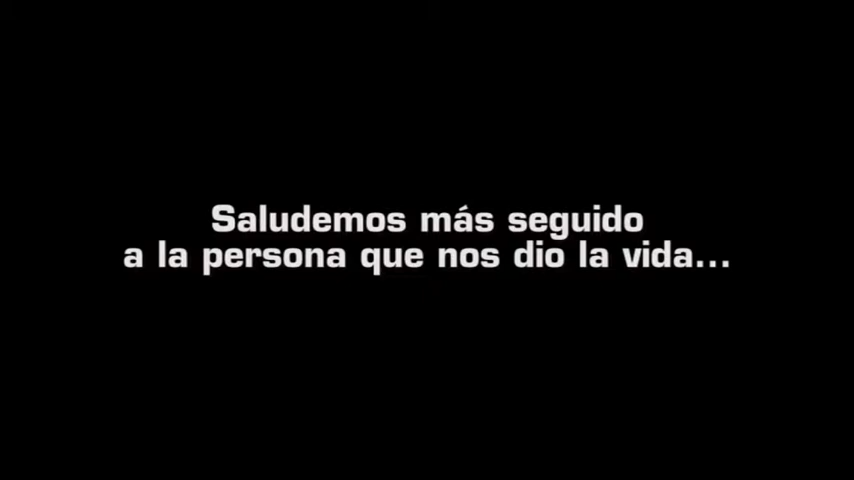 Saludemos más seguido
a la persona que nos dio la vida...